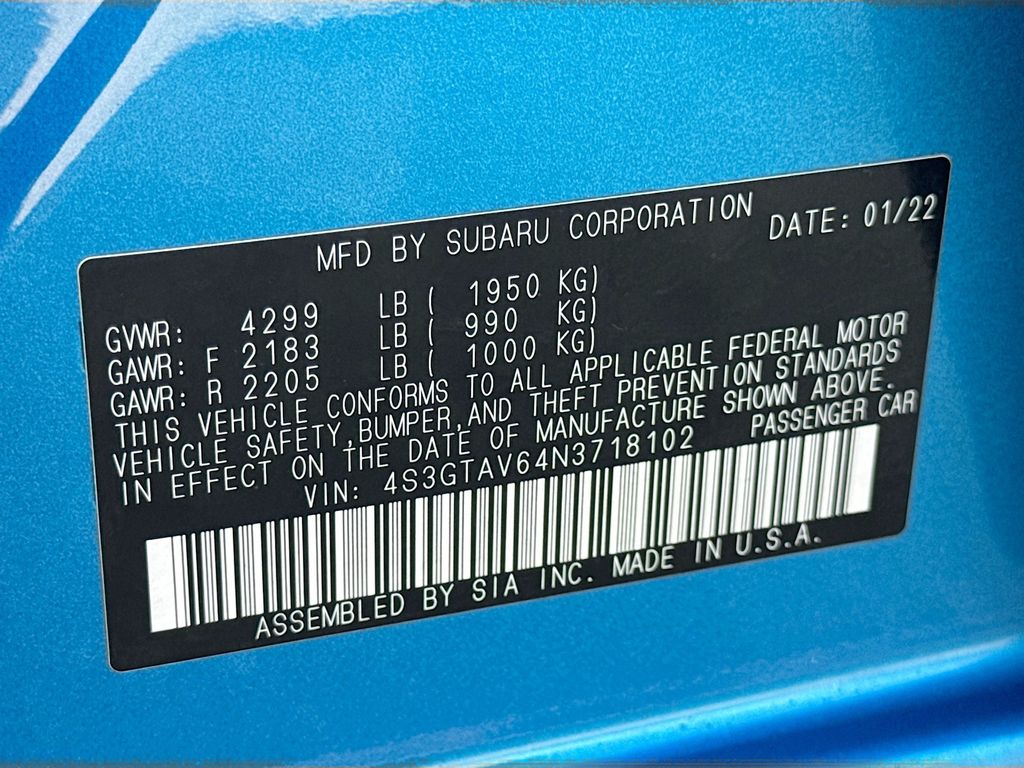 MFD BY SUBARU CORPORATION DATE: 01/22
GVWR: 4299 LB ( 1950 KG)
GAWR: F 2183 LB ( 990 KG)
GAWR: R 2205 LB ( 1000 KG)
THIS VEHICLE CONFORMS TO ALL APPLICABLE FEDERAL MOTOR
VEHICLE SAFETY, BUMPER, AND THEFT PREVENTION STANDARDS
IN EFFECT ON THE DATE OF MANUFACTURE SHOWN ABOVE.
VIN: 4S3GTAV64N3718102 PASSENGER CAR
ASSEMBLED BY SIA INC. MADE IN U.S.A.